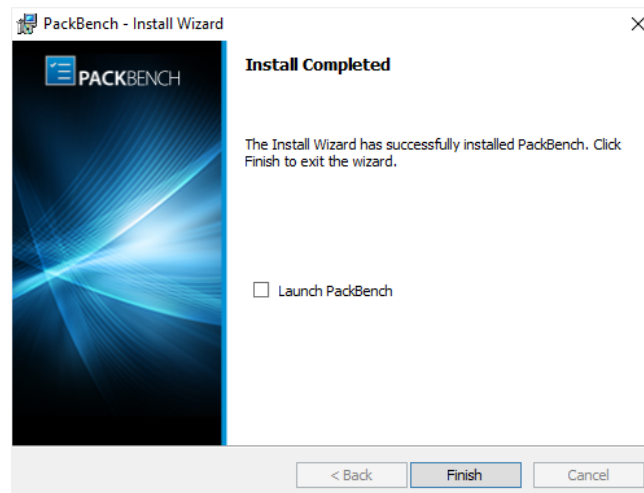 PackBench - Install Wizard
PACKBENCH
Install Completed
The Install Wizard has successfully installed PackBench. Click
Finish to exit the wizard.
Launch PackBench
< Back
Finish
Cancel